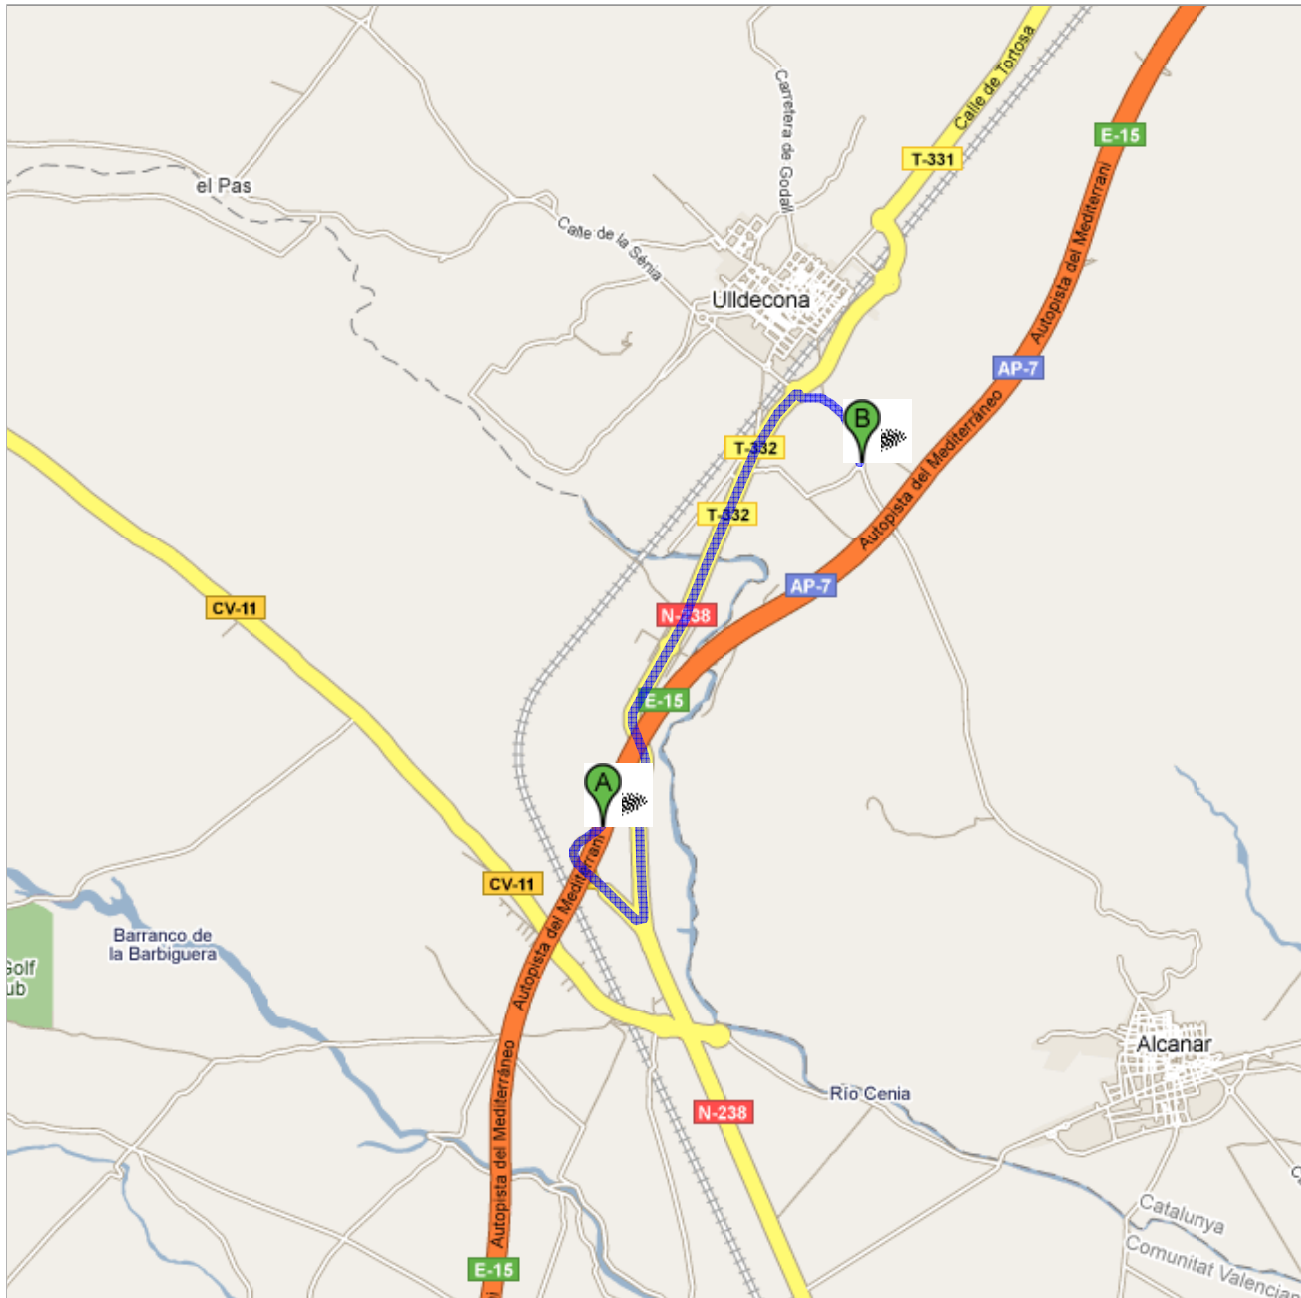 Calle de Tortosa
Carretera de Godall
E-15
T-331
el Pas
Autopista del Mediterrani
Calle de la Sénia
Ulldecona
AP-7
Autopista del Mediterráneo
B
T-332
T-332
AP-7
CV-11
N-238
E-15
A
Autopista del Mediterrani
CV-11
Barranco de
la Barbiguera
Golf
Autopista del Mediterráneo
Alcanar
Río Cenia
N-238
Catalunya
Comunitat Valencian
E-15